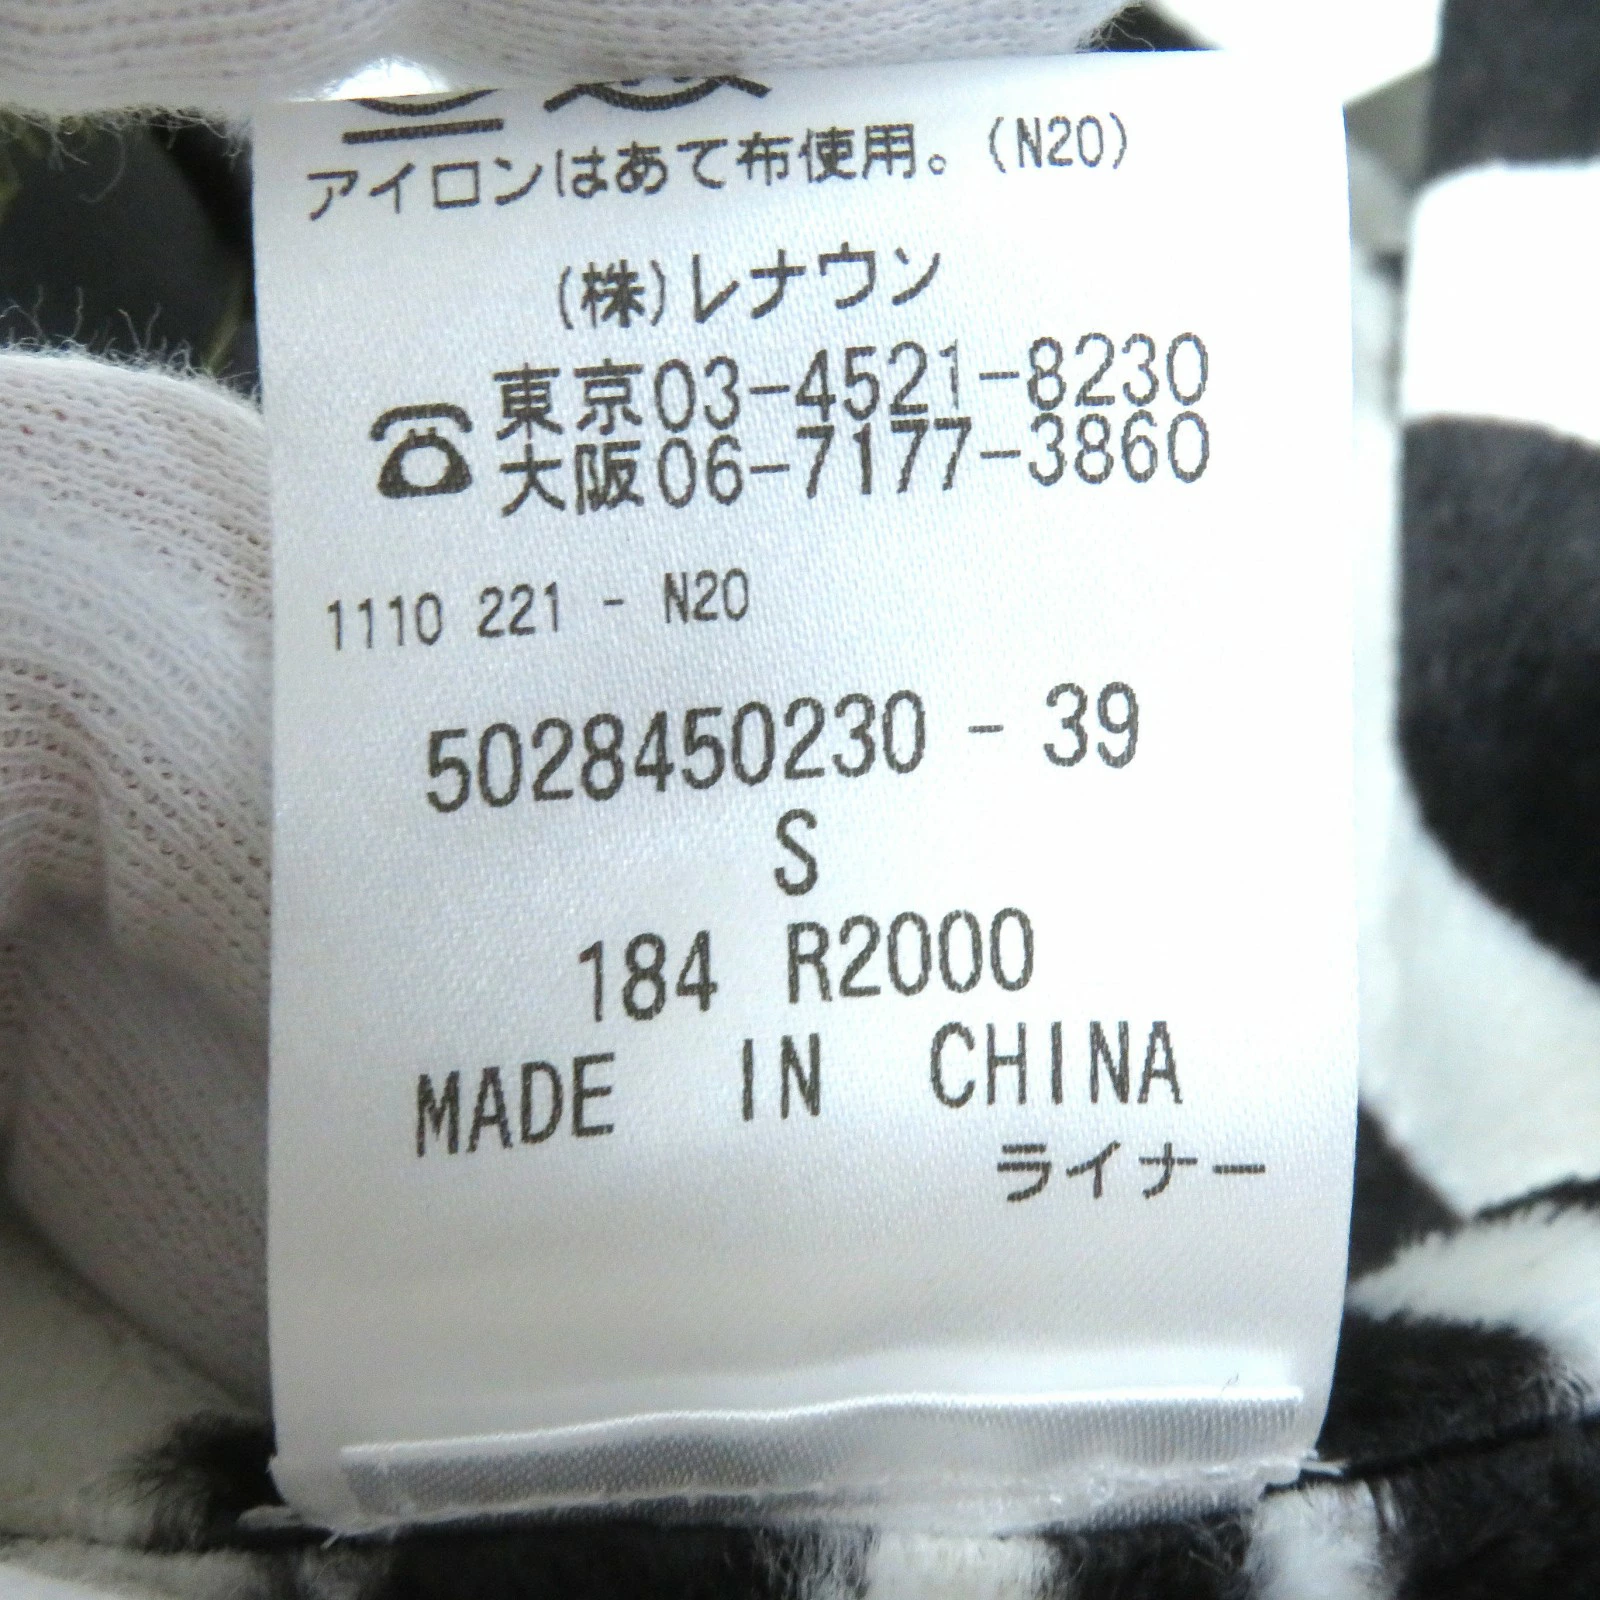 アイロンはあて布使用。(N20)
(株)レナウン
東京03-4521-8230
大阪06-7177-3860
1110 221 - N20
5028450230 - 39
S
184 R2000
MADE IN CHINA
ライナー